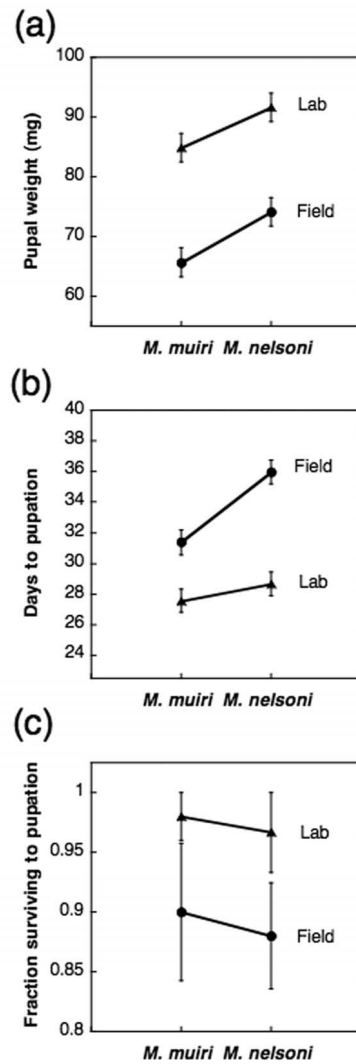 (a)
Pupal weight (mg)
100
90
80
70
60
Lab
Field
M. muiri M. nelsoni
(b)
Days to pupation
40
38
36
34
32
30
28
26
24
Field
Lab
M. muiri M. nelsoni
(c)
Fraction surviving to pupation
1
0.95
0.9
0.85
0.8
Lab
Field
M. muiri M. nelsoni